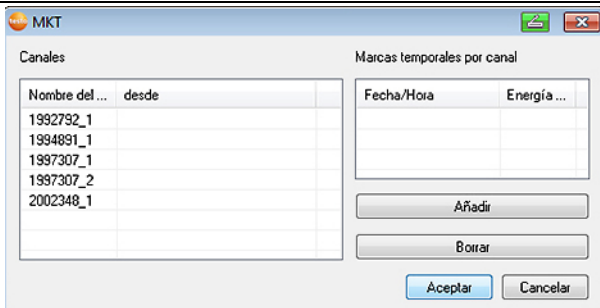 testo MKT
Canales
Nombre del ... desde
1992792_1
1994891_1
1997307_1
1997307_2
2002348_1
Marcas temporales por canal
Fecha/Hora Energía ...
Añadir
Borrar
Aceptar Cancelar